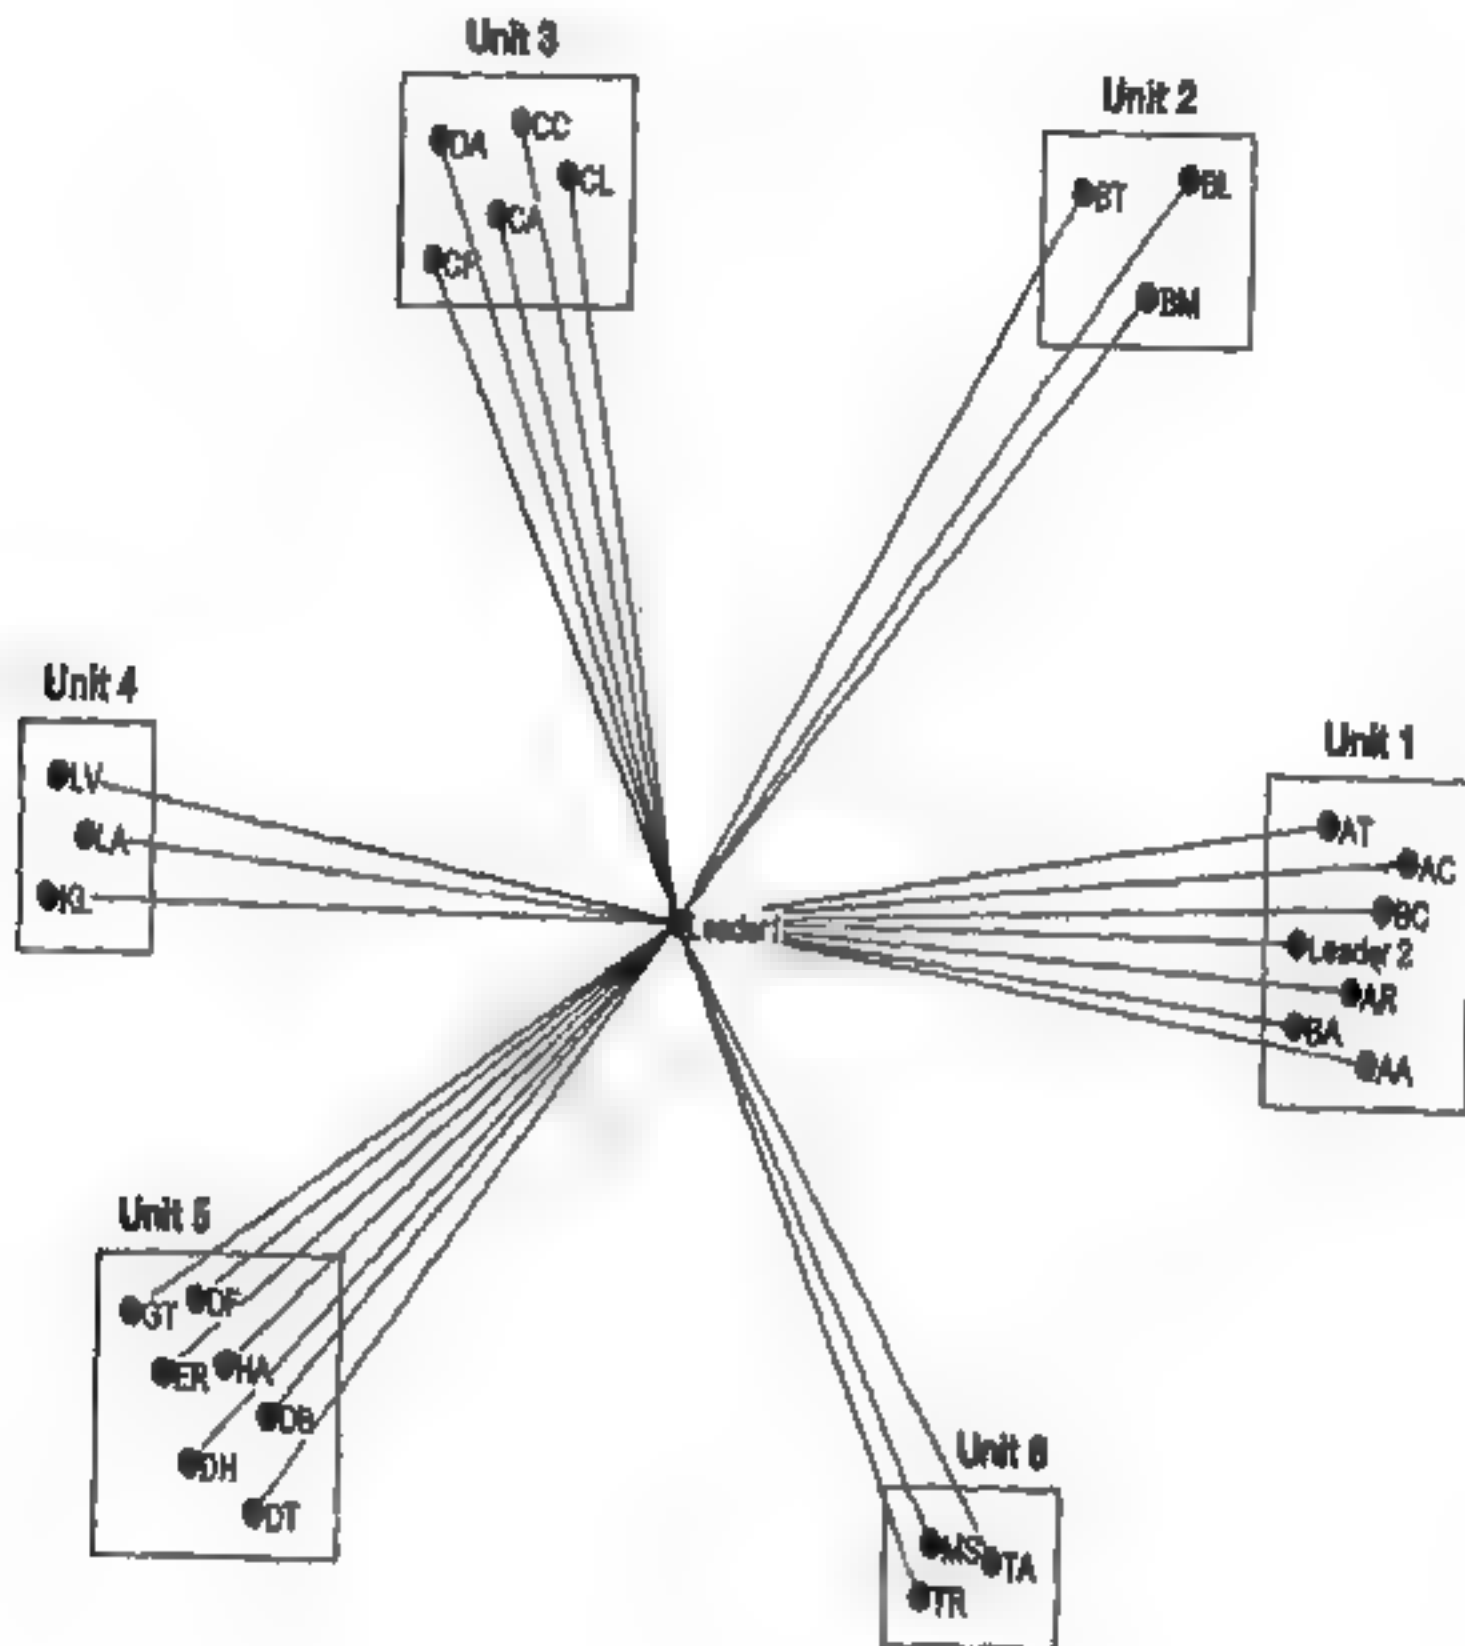 Unit 3
DA
CC
CL
CA
CP
Unit 2
BT
BL
BM
Unit 4
LV
LA
KL
Unit 1
AT
AC
BC
Leader 2
AR
BA
AA
Leader 1
Unit 5
GT
DF
ER
HA
DB
DH
DT
Unit 6
MS
TA
TR